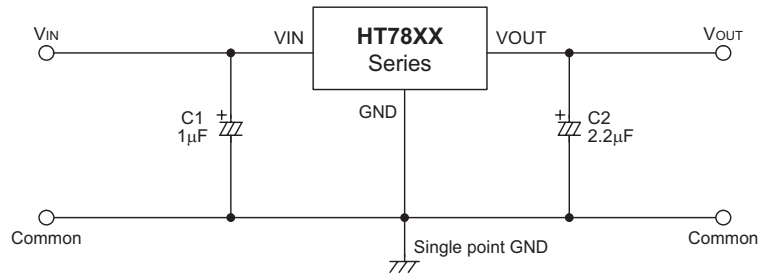 VIN
VIN
HT78XX
Series
VOUT
VOUT
GND
+
C1
1μF
+
C2
2.2μF
Common
Single point GND
Common